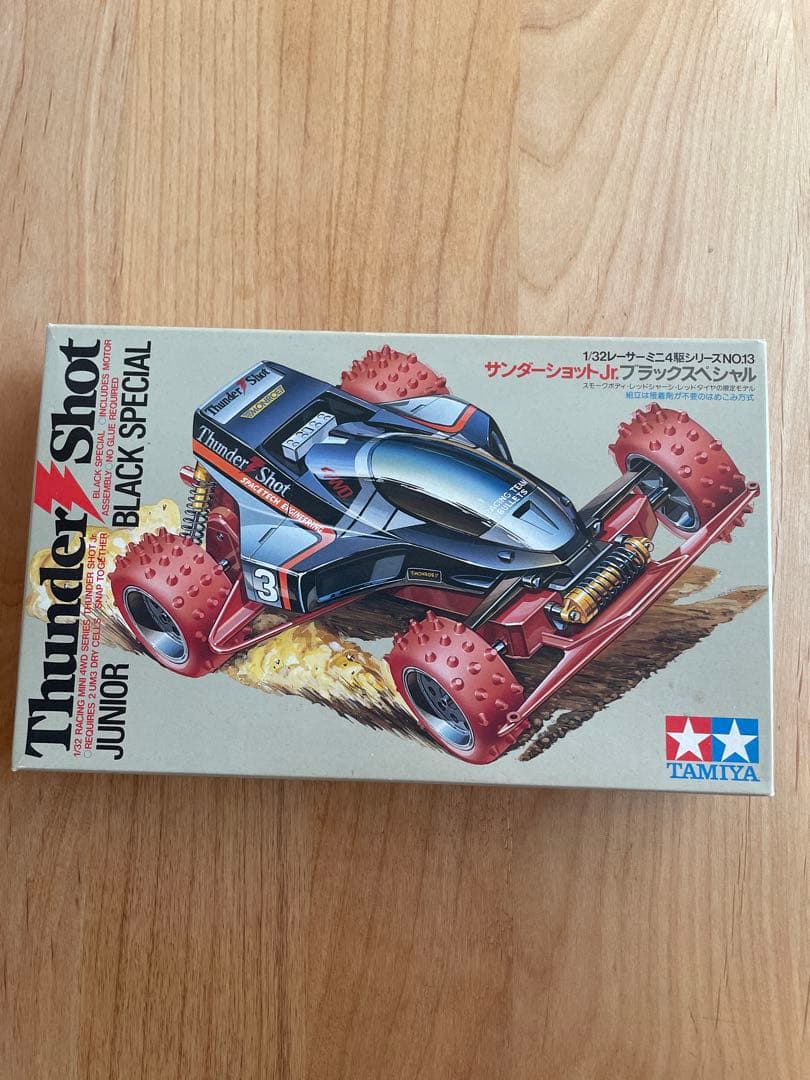 Thunder Shot
JUNIOR
BLACK SPECIAL
1/32 RACING MINI 4WD SERIES/THUNDER SHOT Jr. BLACK SPECIAL ○INCLUDES MOTOR
○REQUIRES 2 UM3 DRY CELLS/SNAP TOGETHER ASSEMBLY○NO GLUE REQUIRED
1/32レーサーミニ4駆シリーズNO.13
サンダーショットJr.ブラックスペシャル
スモークボディ・レッドシャーシ・レッドタイヤの限定モデル
組立は接着剤が不要のはめこみ方式
Thunder Shot
MONROE
Thunder Shot
SPACETECH ENGINEERING
4WD
RACING TEAM
BULLETS
MONROE
3
TAMIYA